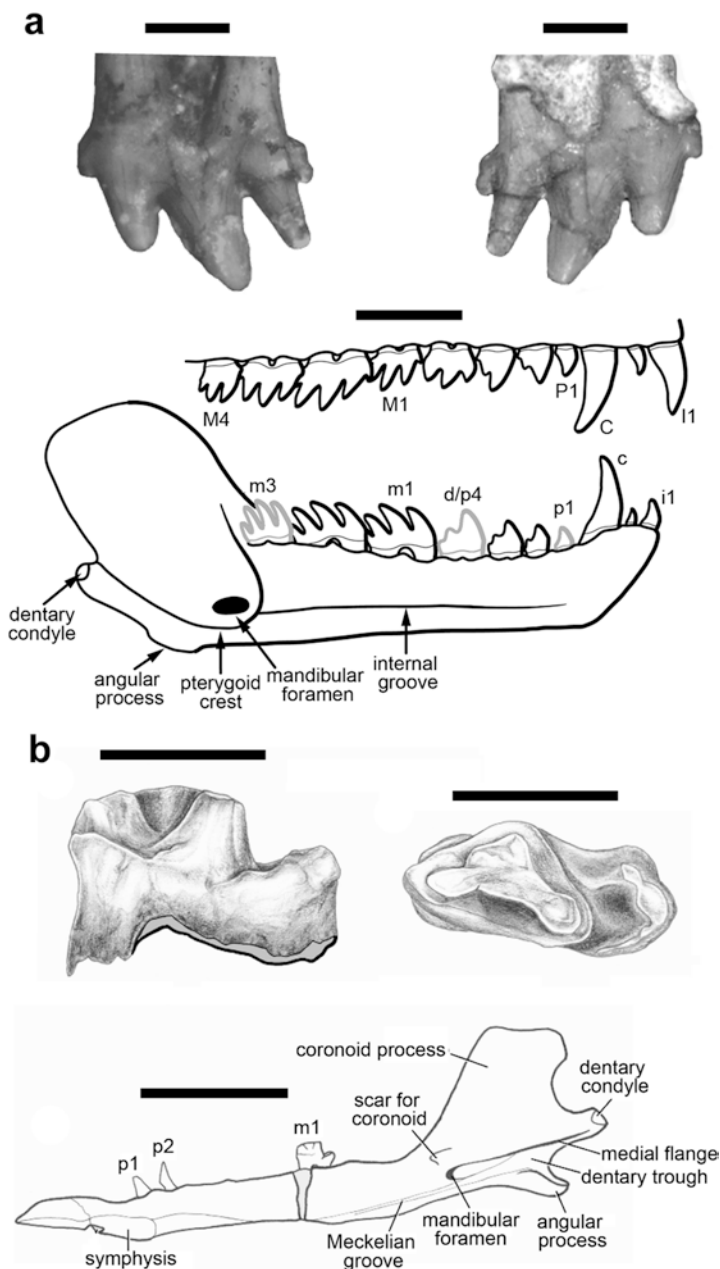 a
M4
M1
P1
C
I1
m3
m1
d/p4
p1
c
i1
dentary
condyle
angular
process
pterygoid
crest
mandibular
foramen
internal
groove
b
coronoid process
scar for
coronoid
dentary
condyle
p1
p2
m1
medial flange
dentary trough
symphysis
Meckelian
groove
mandibular
foramen
angular
process